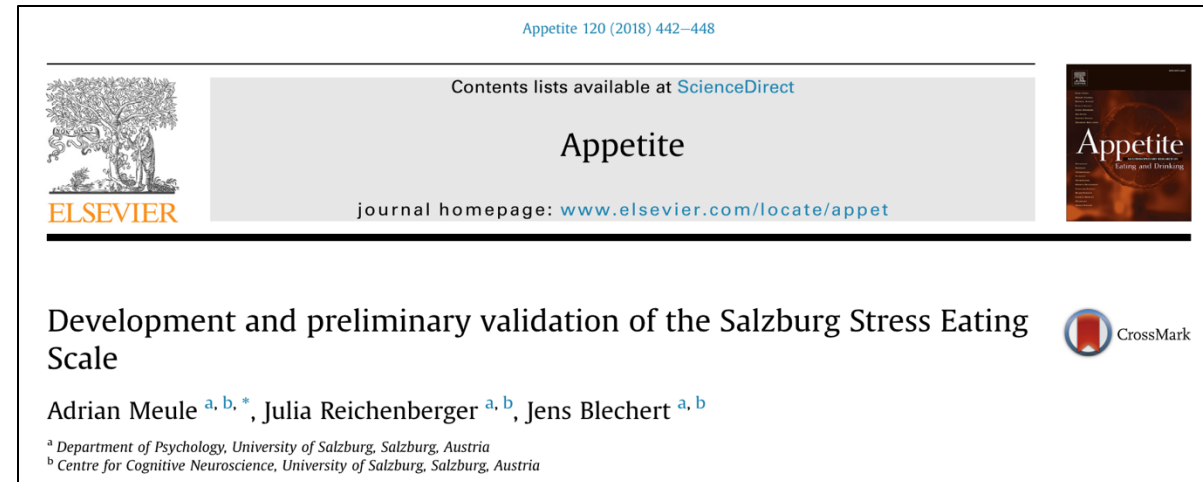 Appetite 120 (2018) 442–448
Contents lists available at ScienceDirect
Appetite
journal homepage: www.elsevier.com/locate/appet
ELSEVIER
Appetite
Eating and Drinking
Development and preliminary validation of the Salzburg Stress Eating
Scale
CrossMark
Adrian Meule a, b, *, Julia Reichenberger a, b, Jens Blechert a, b
a Department of Psychology, University of Salzburg, Salzburg, Austria
b Centre for Cognitive Neuroscience, University of Salzburg, Salzburg, Austria